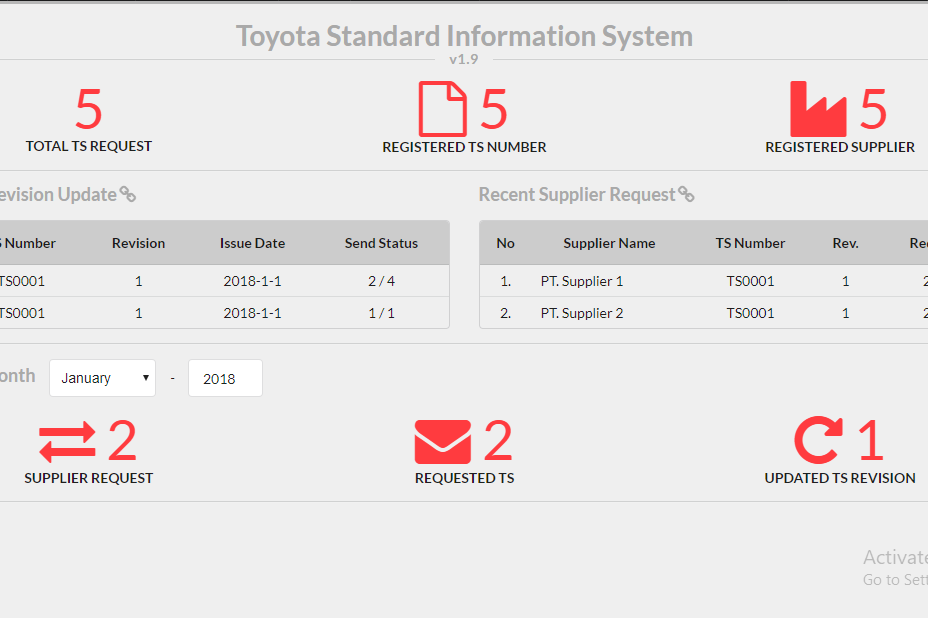 Toyota Standard Information System
v1.9
5
TOTAL TS REQUEST
5
REGISTERED TS NUMBER
5
REGISTERED SUPPLIER
evision Update
Recent Supplier Request
S Number Revision Issue Date Send Status
TS0001 1 2018-1-1 2 / 4
TS0001 1 2018-1-1 1 / 1
No Supplier Name TS Number Rev. Re
1. PT. Supplier 1 TS0001 1 2
2. PT. Supplier 2 TS0001 1 2
onth January - 2018
2
SUPPLIER REQUEST
2
REQUESTED TS
1
UPDATED TS REVISION
Activate
Go to Sett